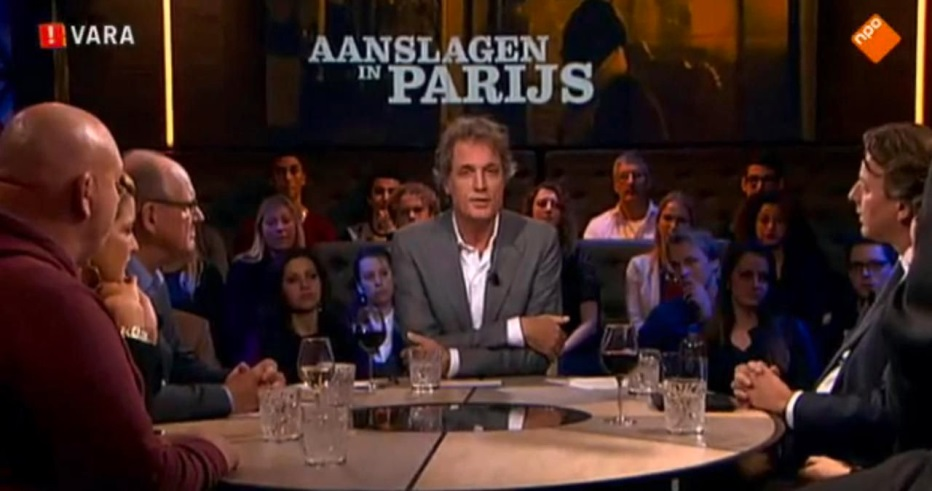 ! VARA
npo
AANSLAGEN
IN PARIJS